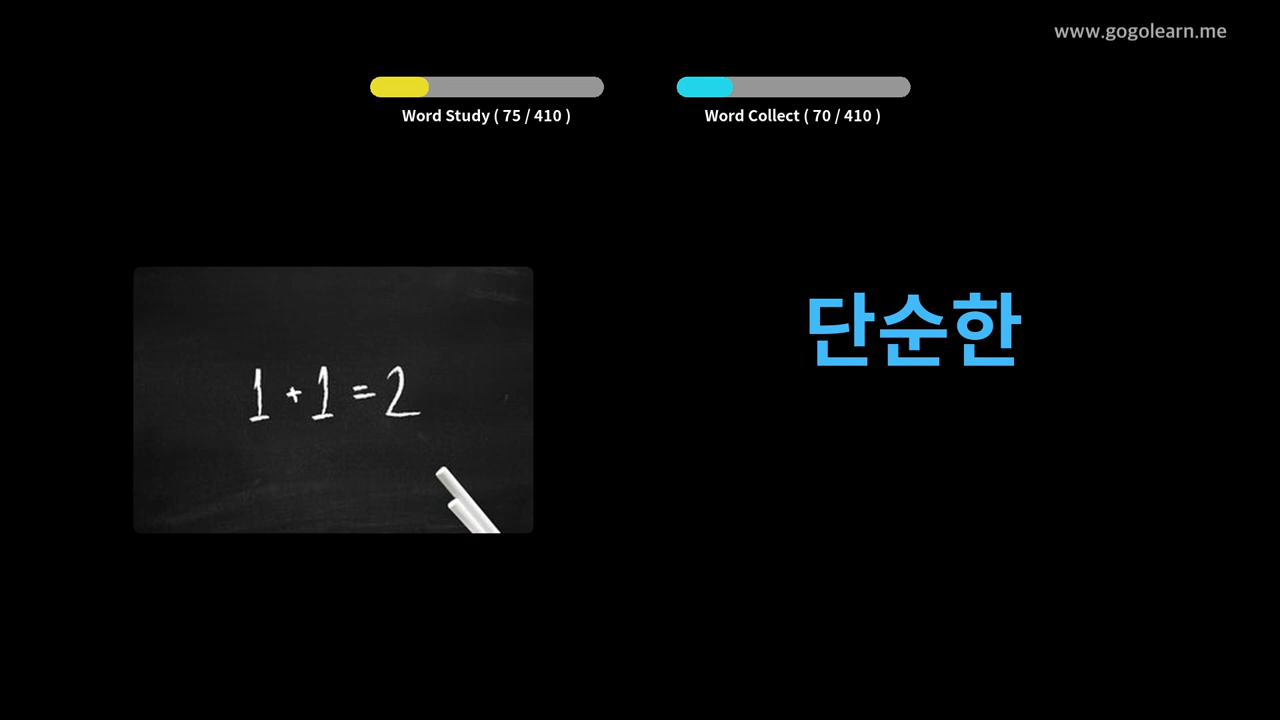 www.gogolearn.me
Word Study ( 75 / 410 )
Word Collect ( 70 / 410 )
1 + 1 = 2
단순한